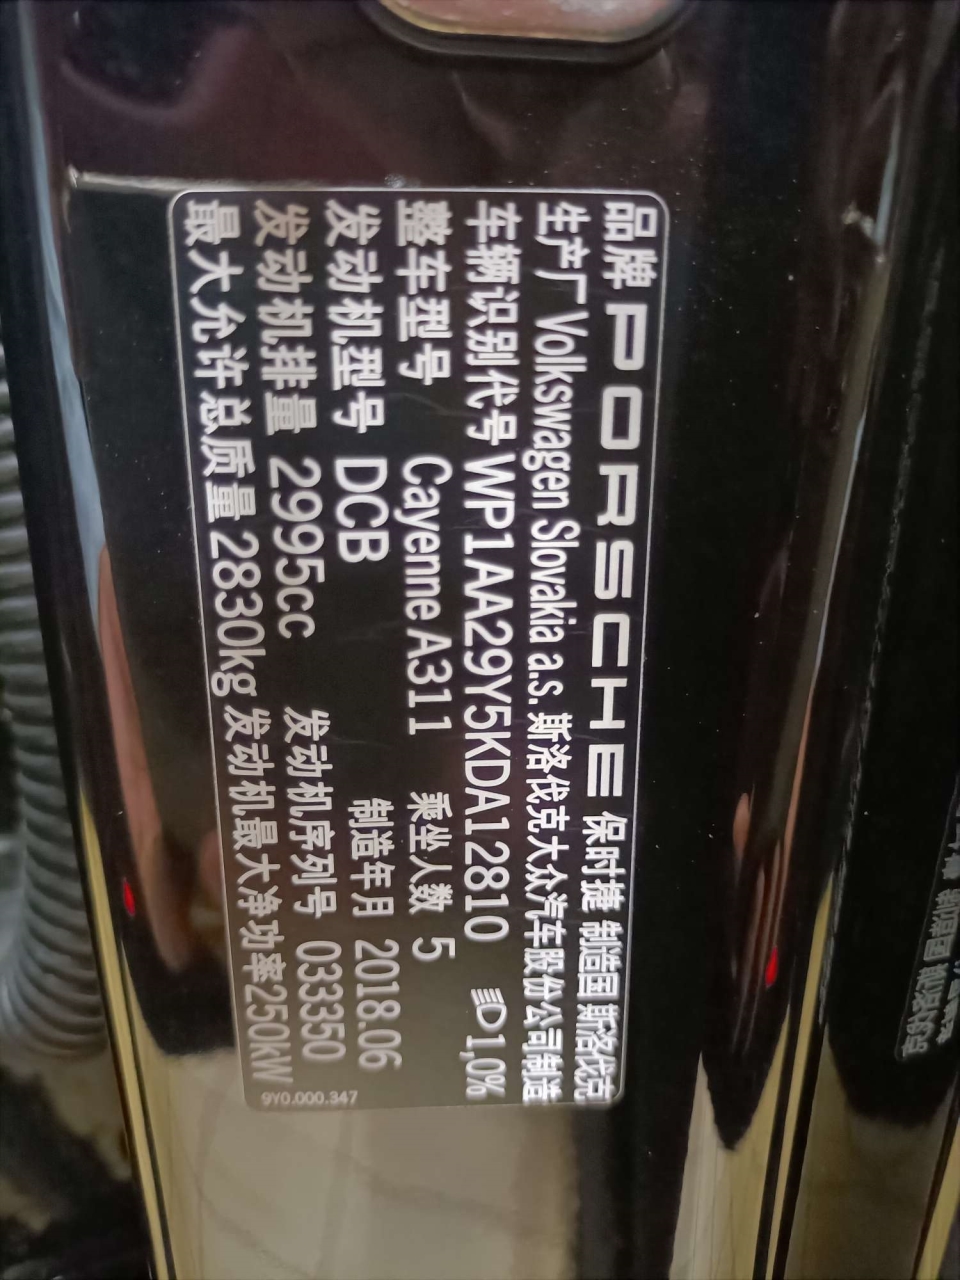 品牌 PORSCHE 保时捷 制造国 斯洛伐克
生产厂 Volkswagen Slovakia a.s. 斯洛伐克大众汽车股份公司制造
车辆识别代号 WP1AA29Y5KDA12810 1,0%
整车型号 Cayenne A311 乘坐人数 5
发动机型号 DCB 制造年月 2018.06
发动机排量 2995cc 发动机序列号 033350
最大允许总质量 2830kg 发动机最大净功率250kW
9Y0.000.347